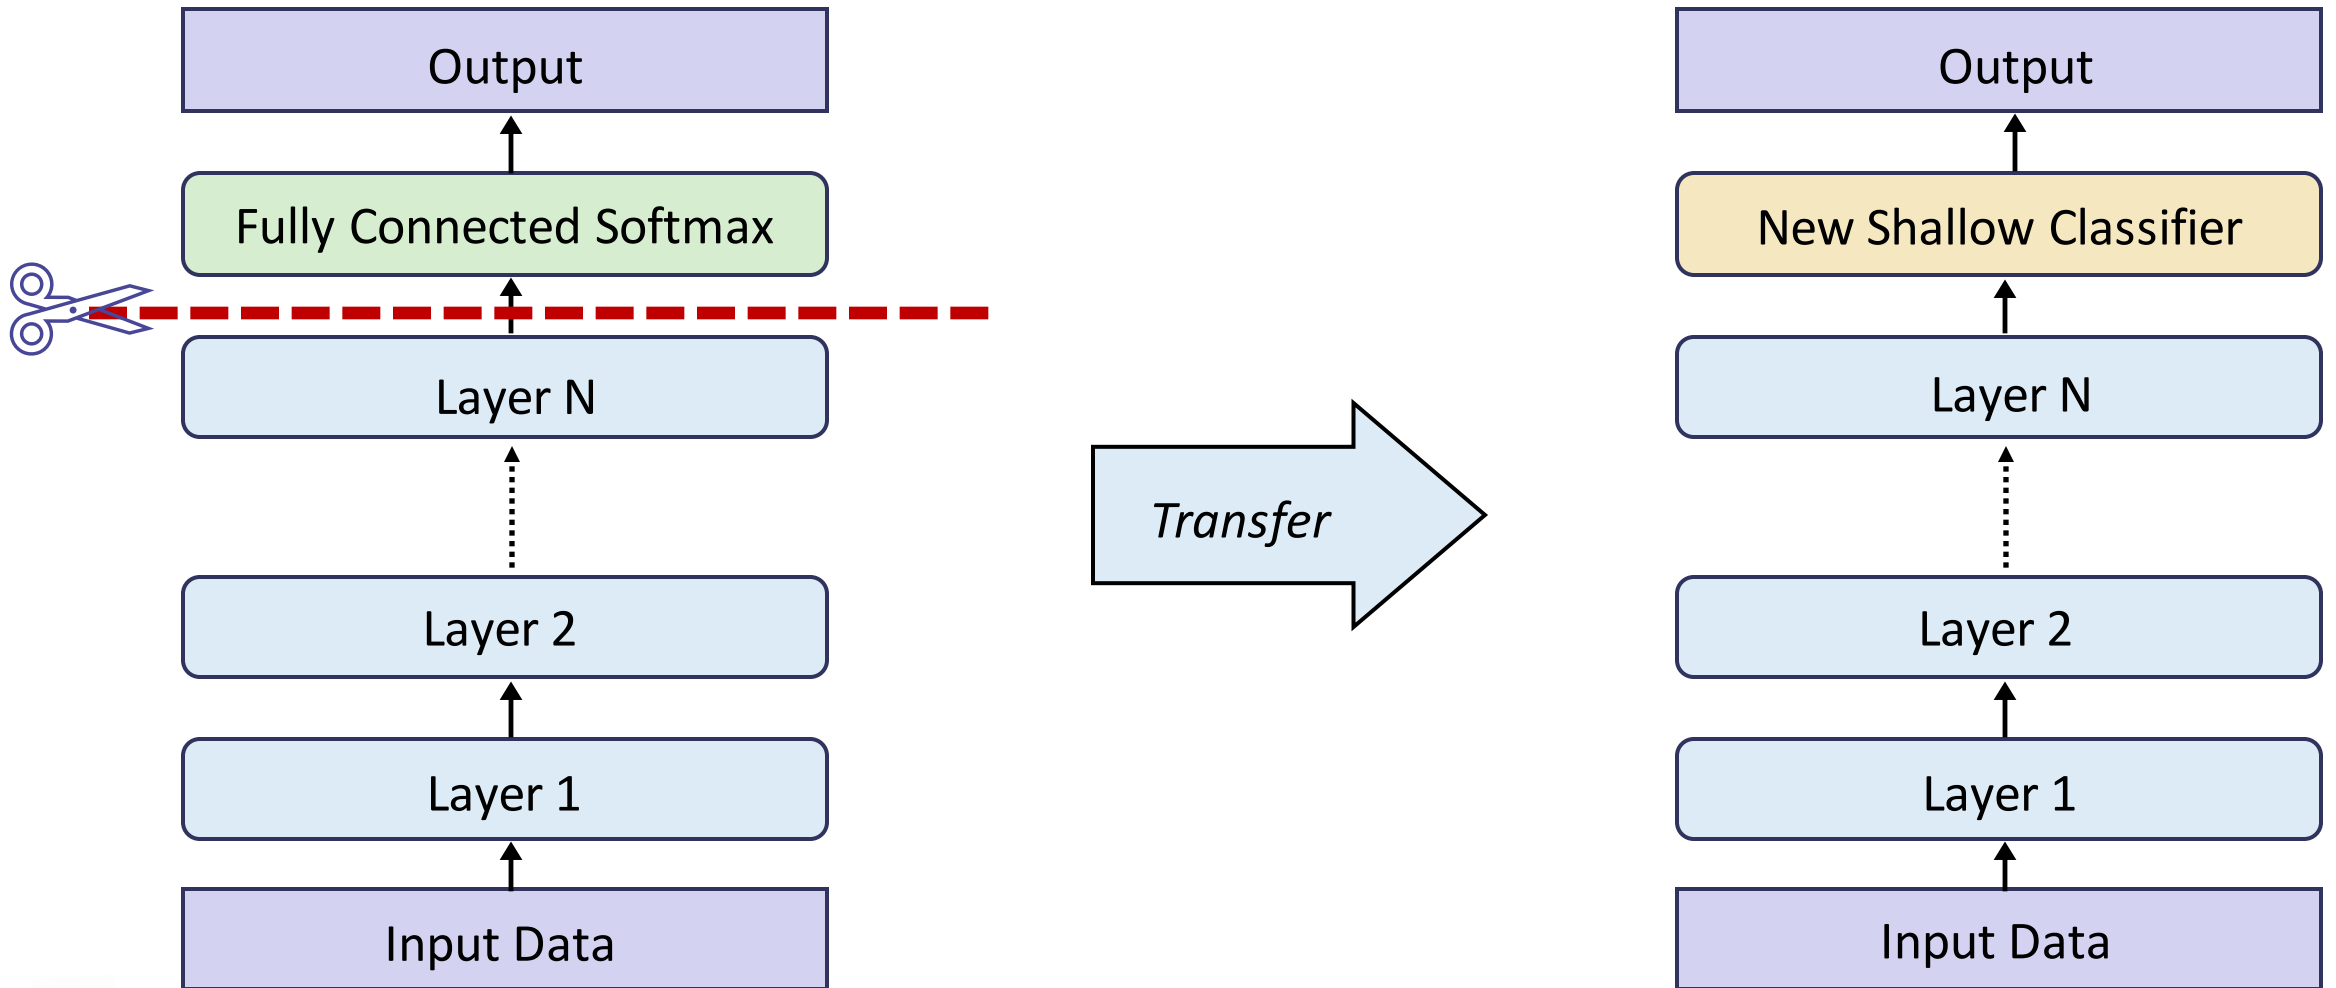 Output
Fully Connected Softmax
Layer N
Layer 2
Layer 1
Input Data
Transfer
Output
New Shallow Classifier
Layer N
Layer 2
Layer 1
Input Data